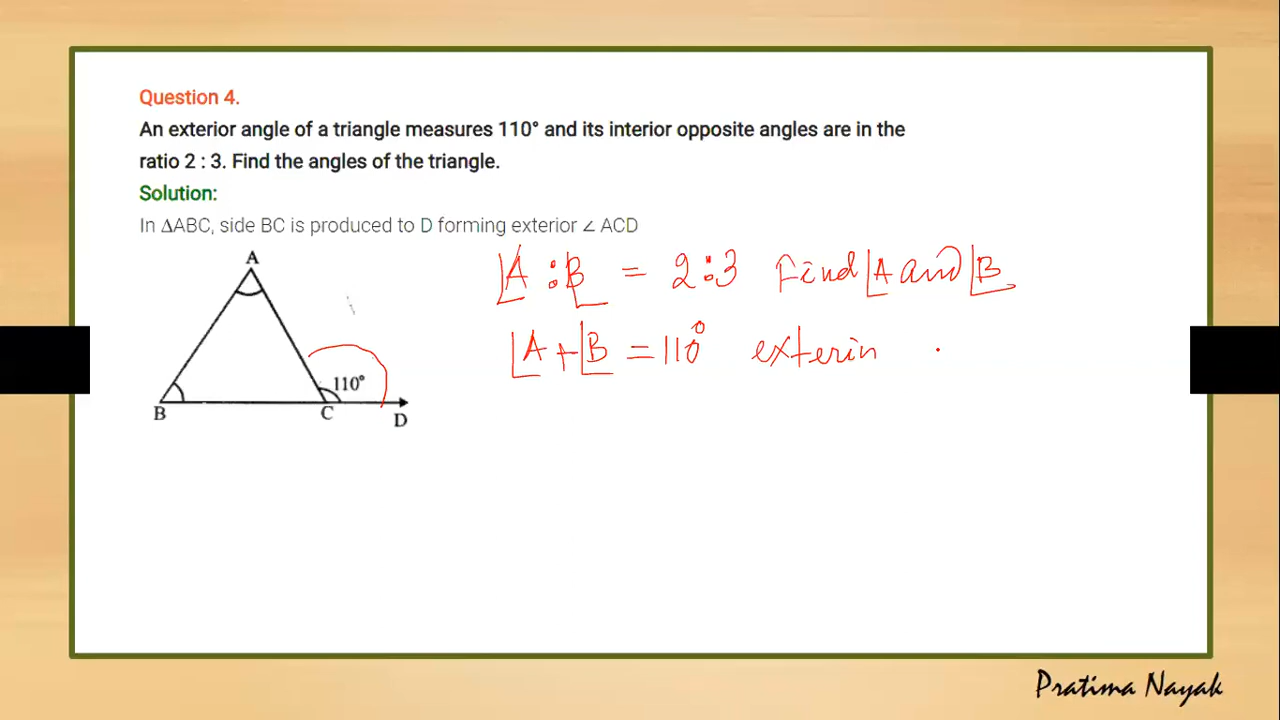 Question 4.
An exterior angle of a triangle measures 110° and its interior opposite angles are in the
ratio 2 : 3. Find the angles of the triangle.
Solution:
In ΔABC, side BC is produced to D forming exterior ∠ ACD
A
∠A : ∠B = 2:3 Find ∠A and ∠B
∠A + ∠B = 110° exterin
110°
B C D
Pratima Nayak